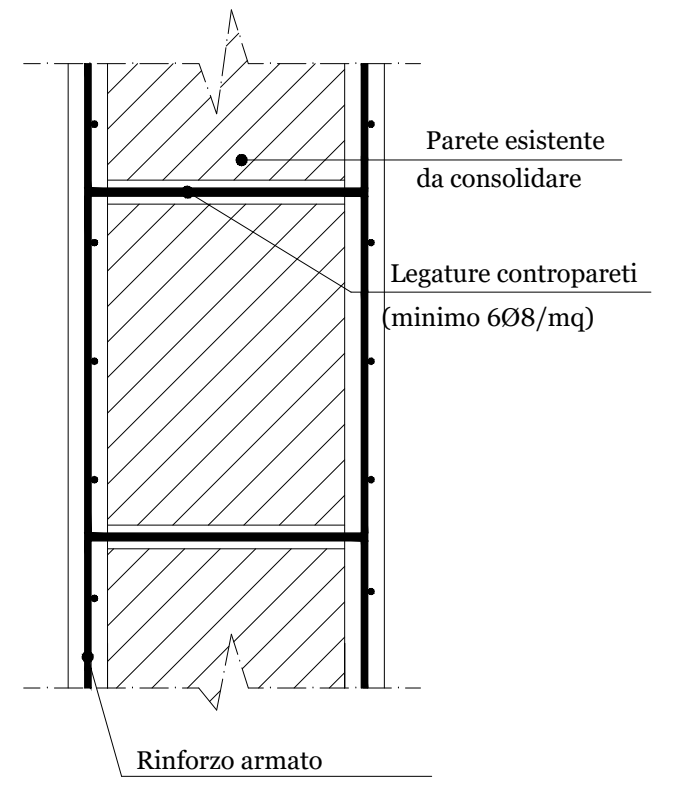 Parete esistente
da consolidare
Legature contropareti
(minimo 6Ø8/mq)
Rinforzo armato